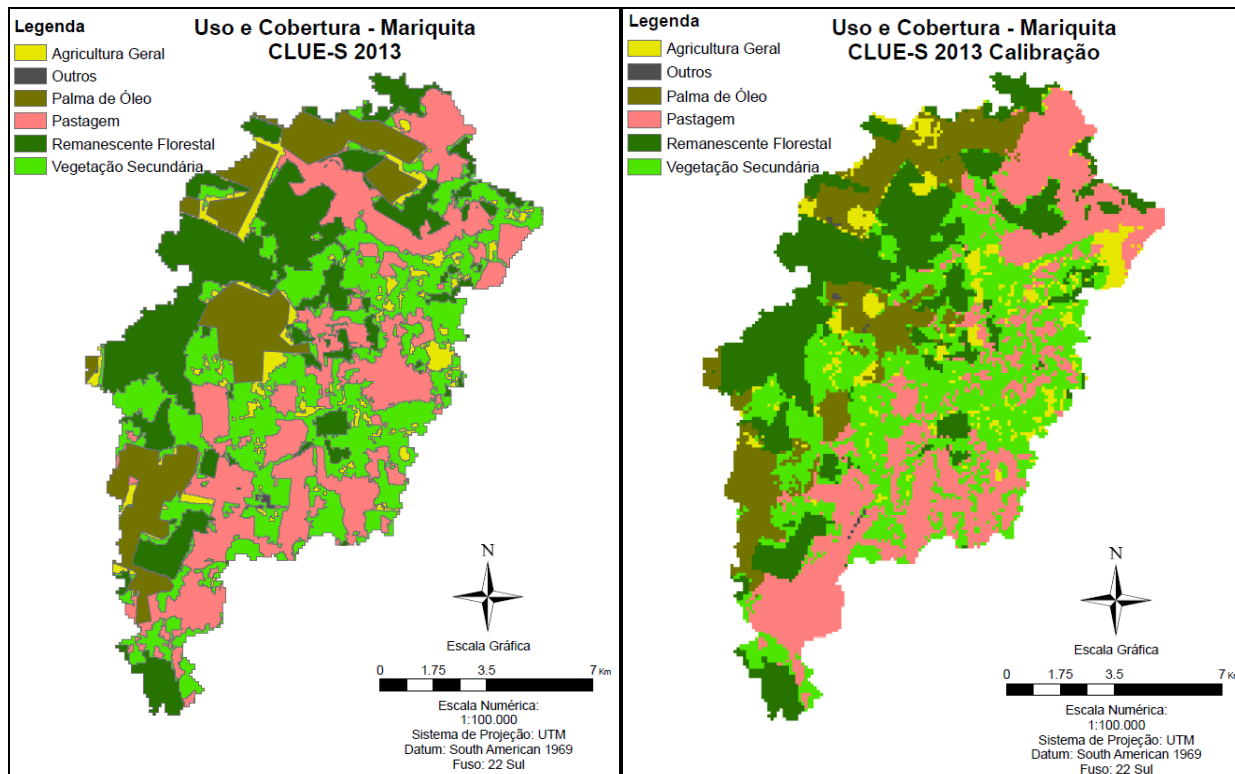 Legenda
Uso e Cobertura - Mariquita
CLUE-S 2013
Agricultura Geral
Outros
Palma de Óleo
Pastagem
Remanescente Florestal
Vegetação Secundária
N
Escala Gráfica
0 1.75 3.5 7 Km
Escala Numérica:
1:100.000
Sistema de Projeção: UTM
Datum: South American 1969
Fuso: 22 Sul
Legenda
Uso e Cobertura - Mariquita
CLUE-S 2013 Calibração
Agricultura Geral
Outros
Palma de Óleo
Pastagem
Remanescente Florestal
Vegetação Secundária
N
Escala Gráfica
0 1.75 3.5 7 Km
Escala Numérica:
1:100.000
Sistema de Projeção: UTM
Datum: South American 1969
Fuso: 22 Sul